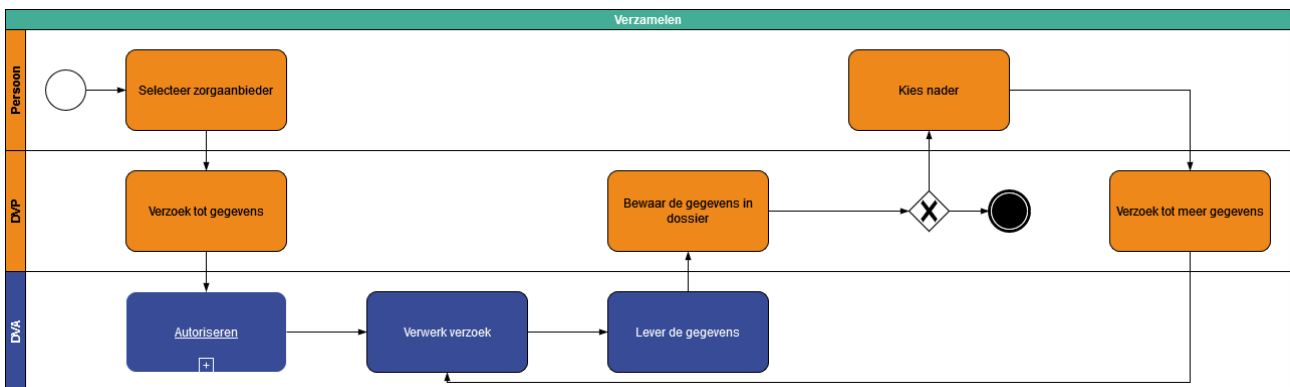 Verzamelen
Persoon
Selecteer zorgaanbieder
Kies nader
DVP
Verzoek tot gegevens
Bewaar de gegevens in
dossier
Verzoek tot meer gegevens
DVA
Autoriseren
Verwerk verzoek
Lever de gegevens